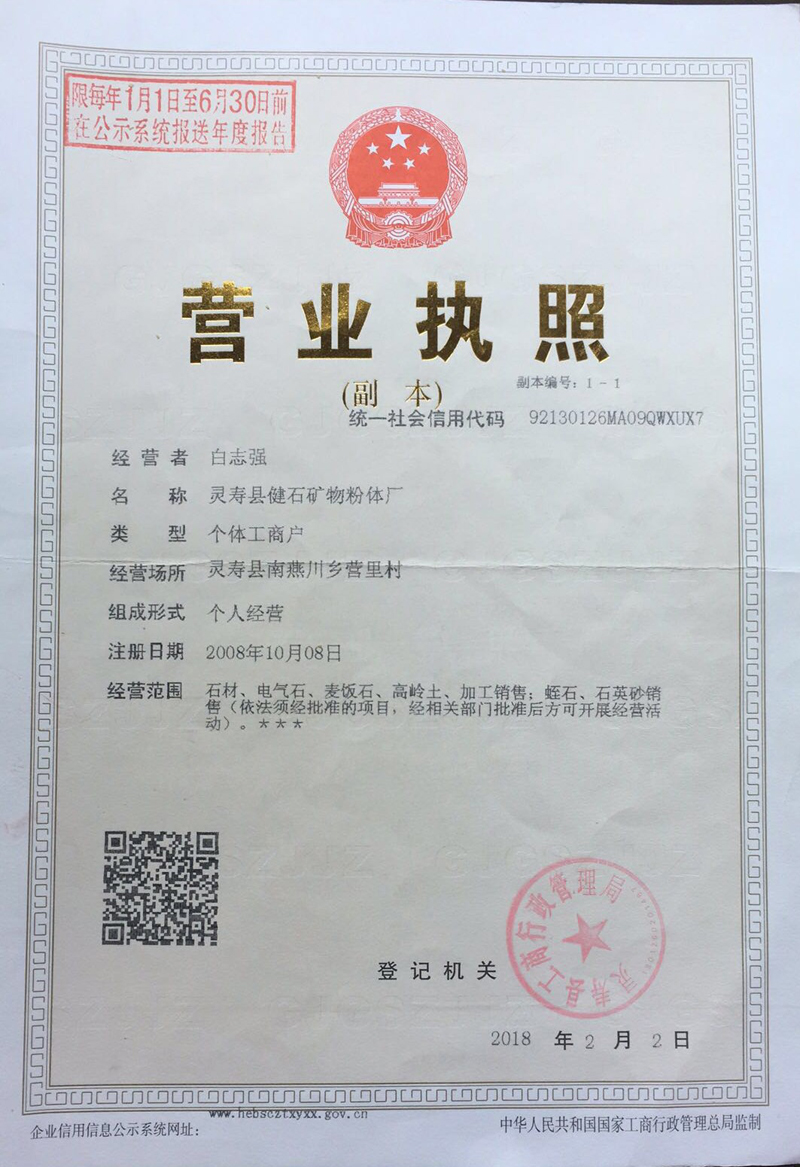 限每年1月1日至6月30日前
在公示系统报送年度报告
营业执照
(副 本)
副本编号：1-1
统一社会信用代码 92130126MA09QWXUX7
经营者 白志强
名称 灵寿县健石矿物粉体厂
类型 个体工商户
经营场所 灵寿县南燕川乡营里村
组成形式 个人经营
注册日期 2008年10月08日
经营范围 石材、电气石、麦饭石、高岭土、加工销售；蛭石、石英砂销
售（依法须经批准的项目，经相关部门批准后方可开展经营活
动）。***
灵寿县工商行政管理局
登记机关
2018 年 2 月 2 日
www.hebscztxyxx.gov.cn
企业信用信息公示系统网址：
中华人民共和国国家工商行政管理总局监制